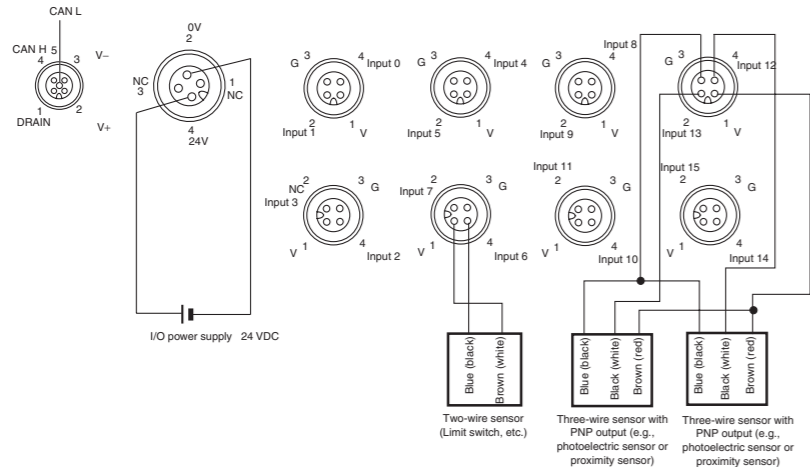 CAN L
CAN H
5
4
3
V–
1
2
DRAIN
V+
0V
2
NC
3
1
NC
4
24V
I/O power supply 24 VDC
G
3
4
Input 0
2
Input 1
1
V
G
3
4
Input 4
2
Input 5
1
V
Input 8
G
3
4
2
Input 9
1
V
G
3
4
Input 12
2
Input 13
1
V
NC
2
Input 3
3
G
V
1
4
Input 2
2
Input 7
3
G
V
1
4
Input 6
Input 11
2
3
G
V
1
4
Input 10
Input 15
2
3
G
V
1
4
Input 14
Blue (black)
Brown (white)
Two-wire sensor
(Limit switch, etc.)
Blue (black)
Black (white)
Brown (red)
Three-wire sensor with
PNP output (e.g.,
photoelectric sensor or
proximity sensor)
Blue (black)
Black (white)
Brown (red)
Three-wire sensor with
PNP output (e.g.,
photoelectric sensor or
proximity sensor)